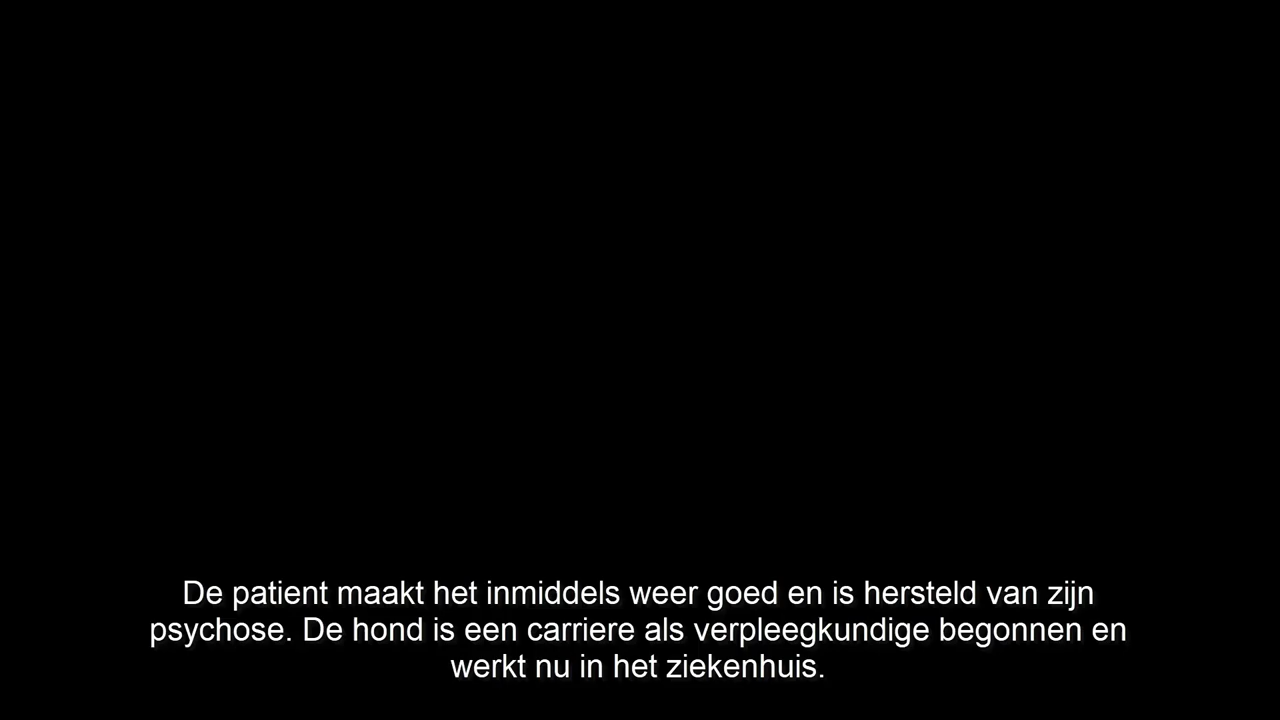 De patient maakt het inmiddels weer goed en is hersteld van zijn
psychose. De hond is een carriere als verpleegkundige begonnen en
werkt nu in het ziekenhuis.